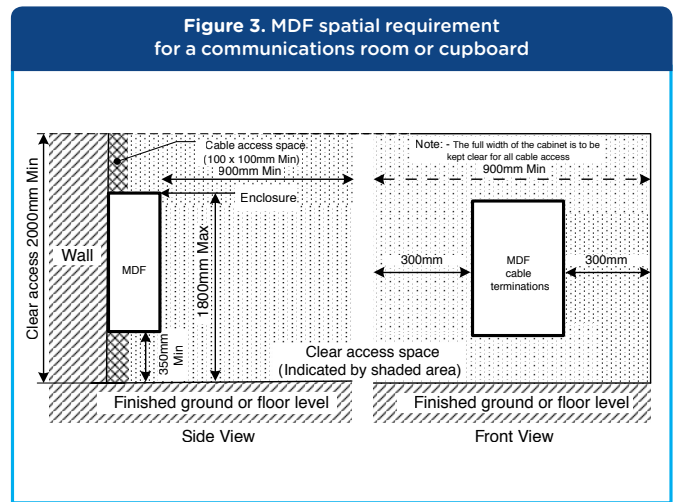 Figure 3. MDF spatial requirement
for a communications room or cupboard
Clear access 2000mm Min
Wall
Cable access space
(100 x 100mm Min)
900mm Min
Enclosure
MDF
1800mm Max
350mm
Min
Note: - The full width of the cabinet is to be
kept clear for all cable access
900mm Min
300mm
MDF
cable
terminations
300mm
Clear access space
(Indicated by shaded area)
Finished ground or floor level
Finished ground or floor level
Side View
Front View